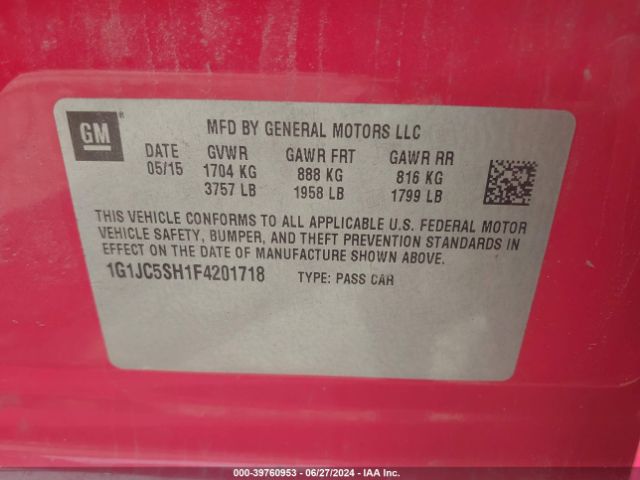 GM ®
MFD BY GENERAL MOTORS LLC
DATE GVWR GAWR FRT GAWR RR
05/15 1704 KG 888 KG 816 KG
3757 LB 1958 LB 1799 LB
THIS VEHICLE CONFORMS TO ALL APPLICABLE U.S. FEDERAL MOTOR
VEHICLE SAFETY, BUMPER, AND THEFT PREVENTION STANDARDS IN
EFFECT ON THE DATE OF MANUFACTURE SHOWN ABOVE.
1G1JC5SH1F4201718 TYPE: PASS CAR
000-39760953 - 06/27/2024 - IAA Inc.